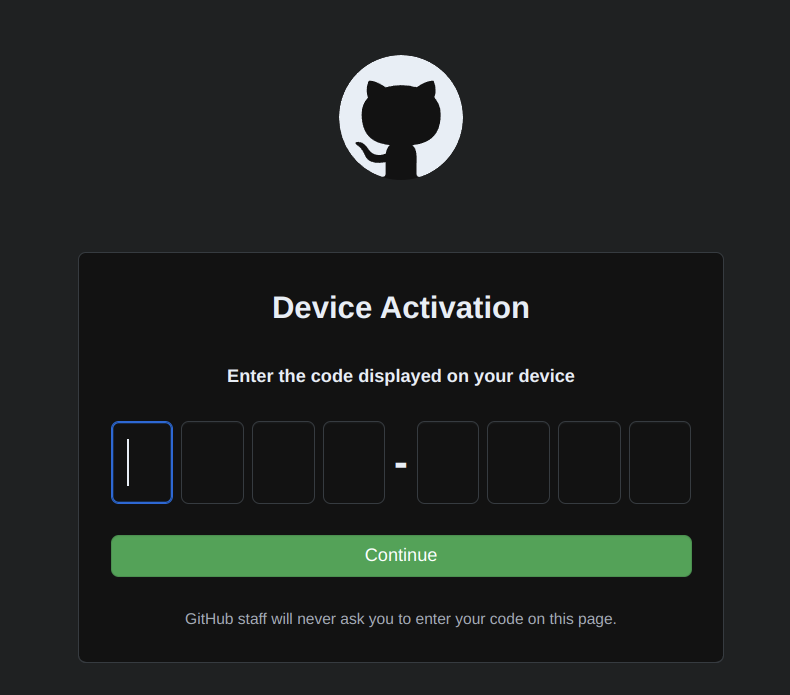 Device Activation
Enter the code displayed on your device
-
Continue
GitHub staff will never ask you to enter your code on this page.